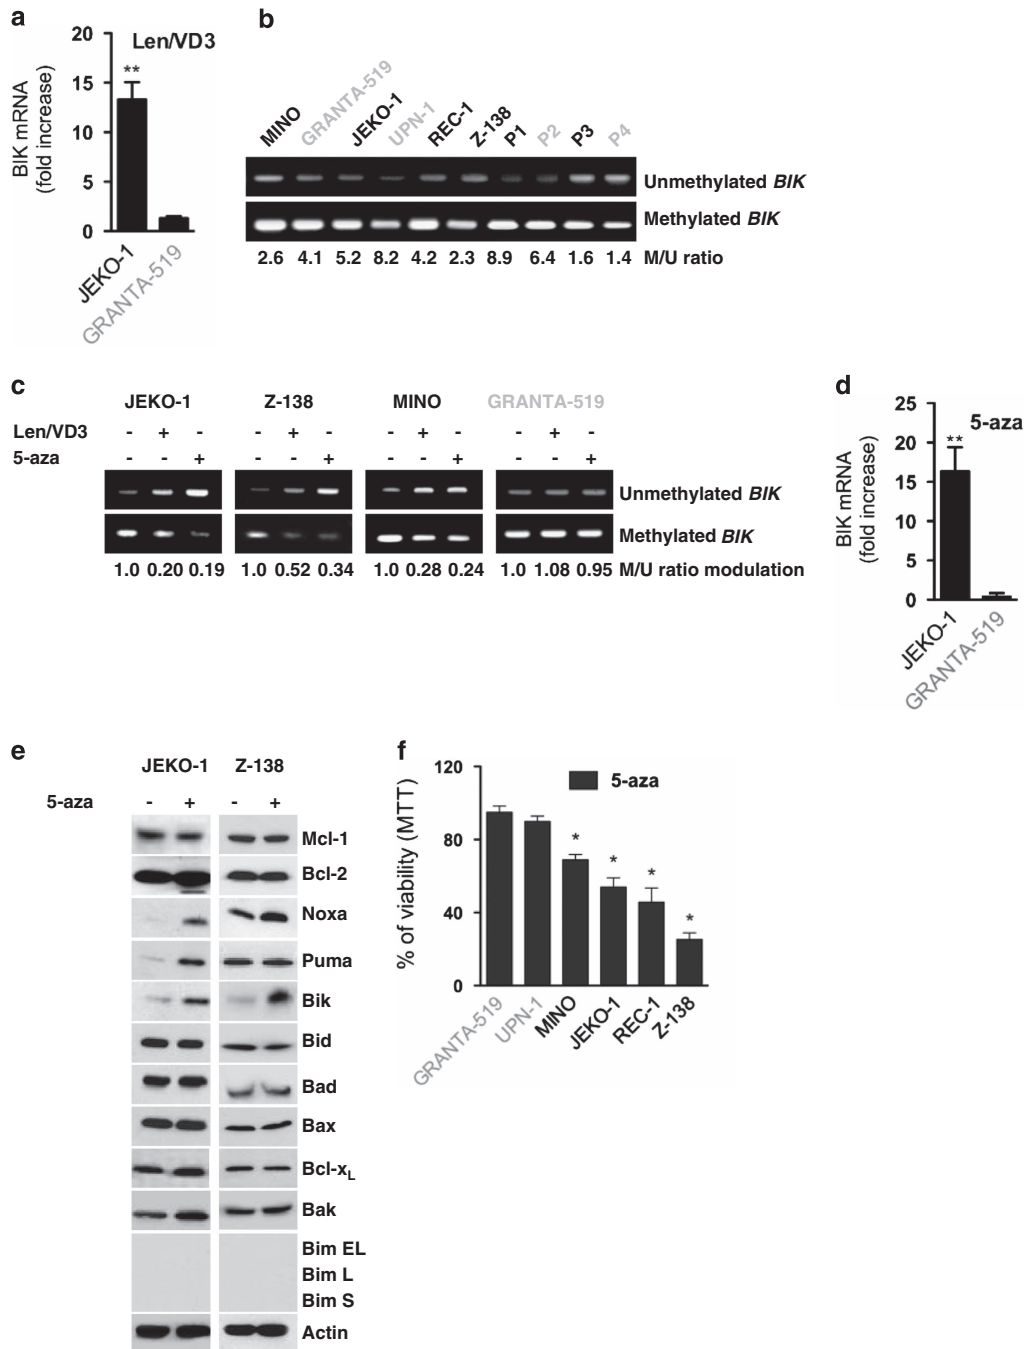 a
20
15
10
5
0
BIK mRNA
(fold increase)
Len/VD3
**
JEKO-1
GRANTA-519
b
MINO GRANTA-519 JEKO-1 UPN-1 REC-1 Z-138 P1 P2 P3 P4
Unmethylated BIK
Methylated BIK
2.6 4.1 5.2 8.2 4.2 2.3 8.9 6.4 1.6 1.4 M/U ratio
c
JEKO-1 Z-138 MINO GRANTA-519
Len/VD3 - + - - + - - + - - + -
5-aza - - + - - + - - + - - +
Unmethylated BIK
Methylated BIK
1.0 0.20 0.19 1.0 0.52 0.34 1.0 0.28 0.24 1.0 1.08 0.95 M/U ratio modulation
d
25
20
15
10
5
0
BIK mRNA
(fold increase)
5-aza
**
JEKO-1
GRANTA-519
e
JEKO-1 Z-138
5-aza - + - +
Mcl-1
Bcl-2
Noxa
Puma
Bik
Bid
Bad
Bax
Bcl-xL
Bak
Bim EL
Bim L
Bim S
Actin
f
120
80
40
0
% of viability (MTT)
5-aza
* * * *
GRANTA-519 UPN-1 MINO JEKO-1 REC-1 Z-138